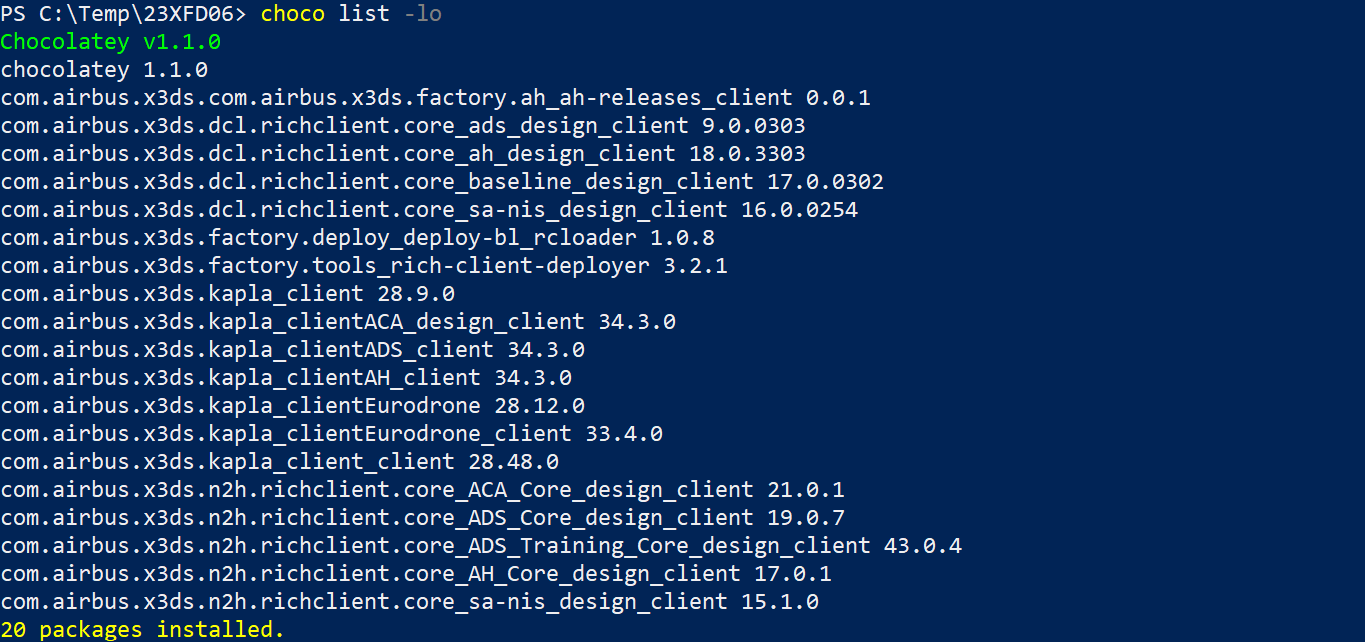 PS C:\Temp\23XFD06> choco list -lo
Chocolatey v1.1.0
chocolatey 1.1.0
com.airbus.x3ds.com.airbus.x3ds.factory.ah_ah-releases_client 0.0.1
com.airbus.x3ds.dcl.richclient.core_ads_design_client 9.0.0303
com.airbus.x3ds.dcl.richclient.core_ah_design_client 18.0.3303
com.airbus.x3ds.dcl.richclient.core_baseline_design_client 17.0.0302
com.airbus.x3ds.dcl.richclient.core_sa-nis_design_client 16.0.0254
com.airbus.x3ds.factory.deploy_deploy-bl_rcloader 1.0.8
com.airbus.x3ds.factory.tools_rich-client-deployer 3.2.1
com.airbus.x3ds.kapla_client 28.9.0
com.airbus.x3ds.kapla_clientACA_design_client 34.3.0
com.airbus.x3ds.kapla_clientADS_client 34.3.0
com.airbus.x3ds.kapla_clientAH_client 34.3.0
com.airbus.x3ds.kapla_clientEurodrone 28.12.0
com.airbus.x3ds.kapla_clientEurodrone_client 33.4.0
com.airbus.x3ds.kapla_client_client 28.48.0
com.airbus.x3ds.n2h.richclient.core_ACA_Core_design_client 21.0.1
com.airbus.x3ds.n2h.richclient.core_ADS_Core_design_client 19.0.7
com.airbus.x3ds.n2h.richclient.core_ADS_Training_Core_design_client 43.0.4
com.airbus.x3ds.n2h.richclient.core_AH_Core_design_client 17.0.1
com.airbus.x3ds.n2h.richclient.core_sa-nis_design_client 15.1.0
20 packages installed.